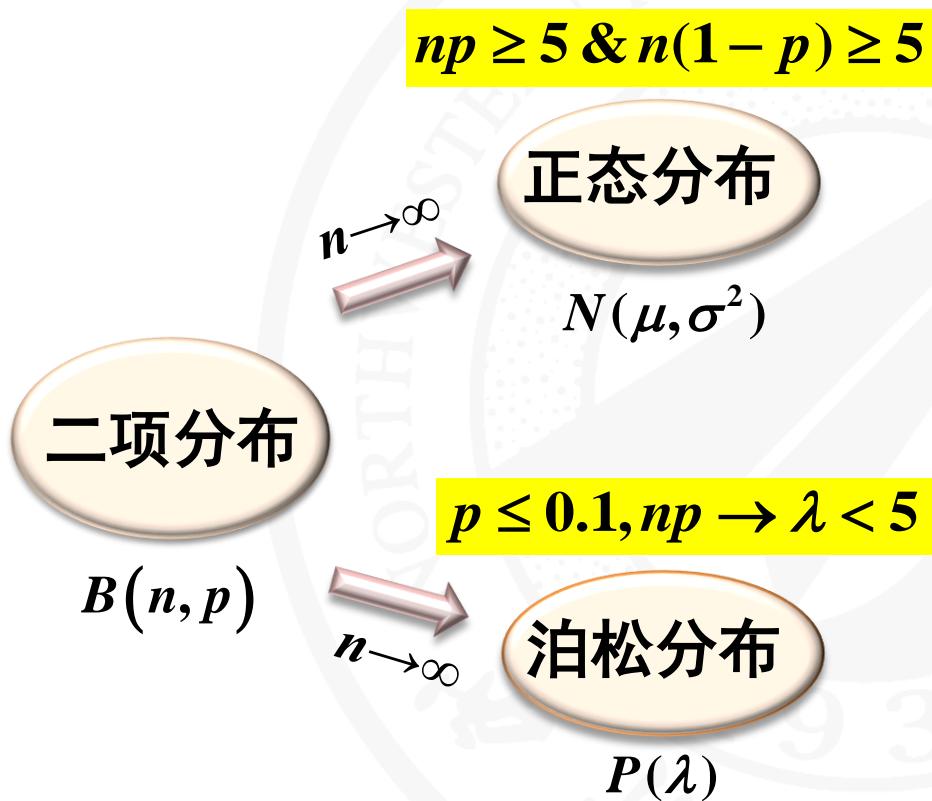 np ≥ 5 & n(1 − p) ≥ 5
正态分布
n→∞
N(μ,σ²)
二项分布
B(n, p)
p ≤ 0.1, np → λ < 5
n→∞
泊松分布
P(λ)